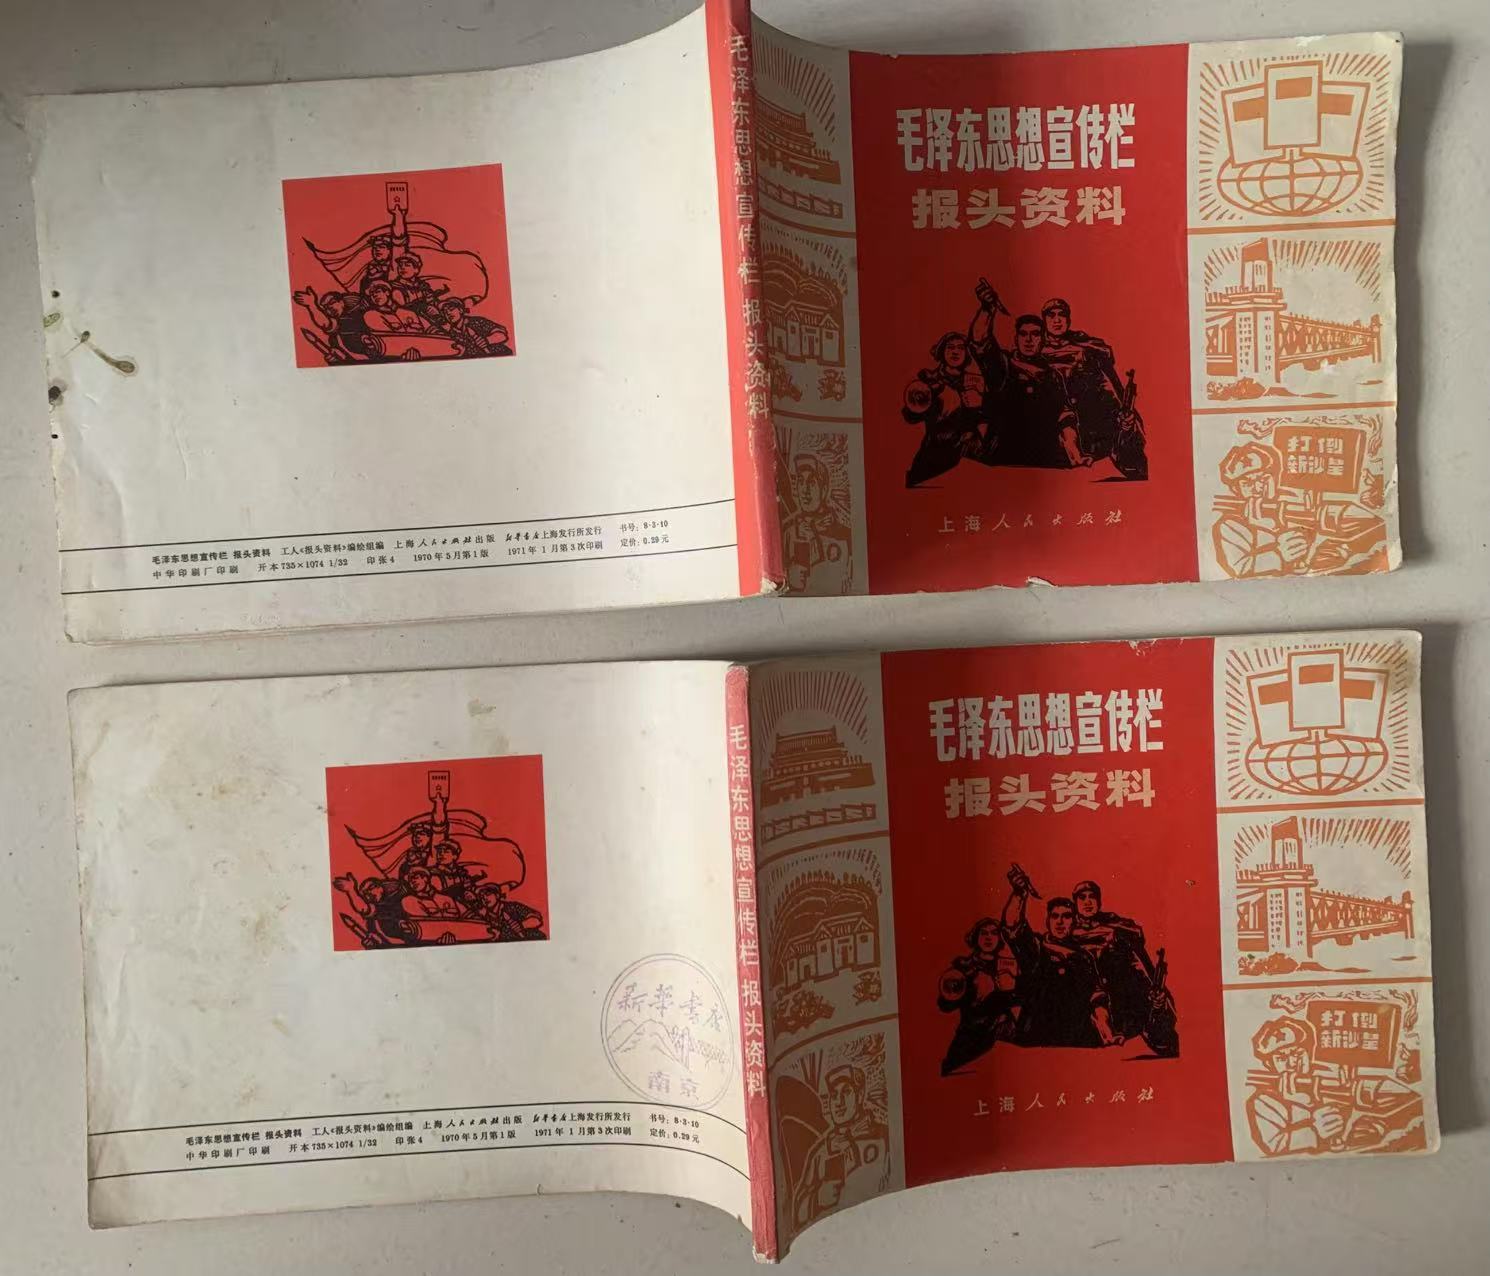 毛泽东思想宣传栏 报头资料
毛泽东思想宣传栏
报头资料
上海人民出版社
打倒
新沙皇
毛泽东思想宣传栏 报头资料 工人《报头资料》编绘组编 上海人民出版社出版 新华书店上海发行所发行 书号：8·3·10
中华印刷厂印刷 开本735×1074 1/32 印张4 1970年5月第1版 1971年1月第3次印刷 定价：0.29元
毛泽东思想宣传栏 报头资料
毛泽东思想宣传栏
报头资料
上海人民出版社
打倒
新沙皇
新华书店
南京
毛泽东思想宣传栏 报头资料 工人《报头资料》编绘组编 上海人民出版社出版 新华书店上海发行所发行 书号：8·3·10
中华印刷厂印刷 开本735×1074 1/32 印张4 1970年5月第1版 1971年1月第3次印刷 定价：0.29元